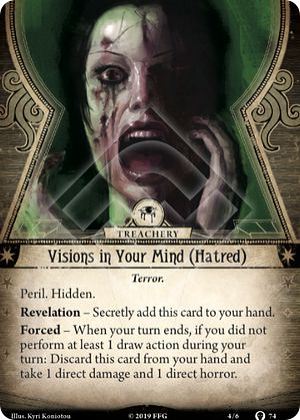 TREACHERY
Visions in Your Mind (Hatred)
Terror.
Peril. Hidden.
Revelation – Secretly add this card to your hand.
Forced – When your turn ends, if you did not
perform at least 1 draw action during your
turn: Discard this card from your hand and
take 1 direct damage and 1 direct horror.
Illus. Kyri Koniotou © 2019 FFG 4/6 74